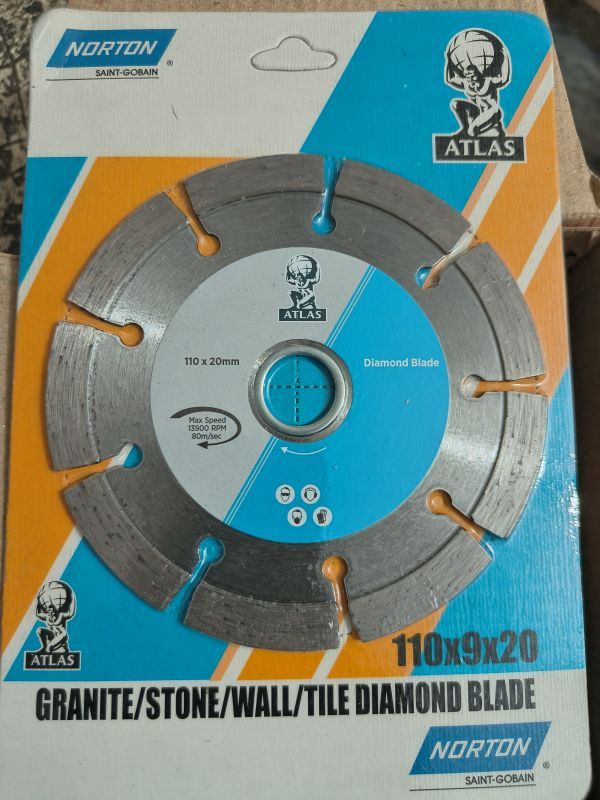 NORTON
SAINT-GOBAIN ®
ATLAS
ATLAS
110 x 20mm
Diamond Blade
Max Speed
13900 RPM
80m/sec
ATLAS
110x9x20
GRANITE/STONE/WALL/TILE DIAMOND BLADE
NORTON
SAINT-GOBAIN ®